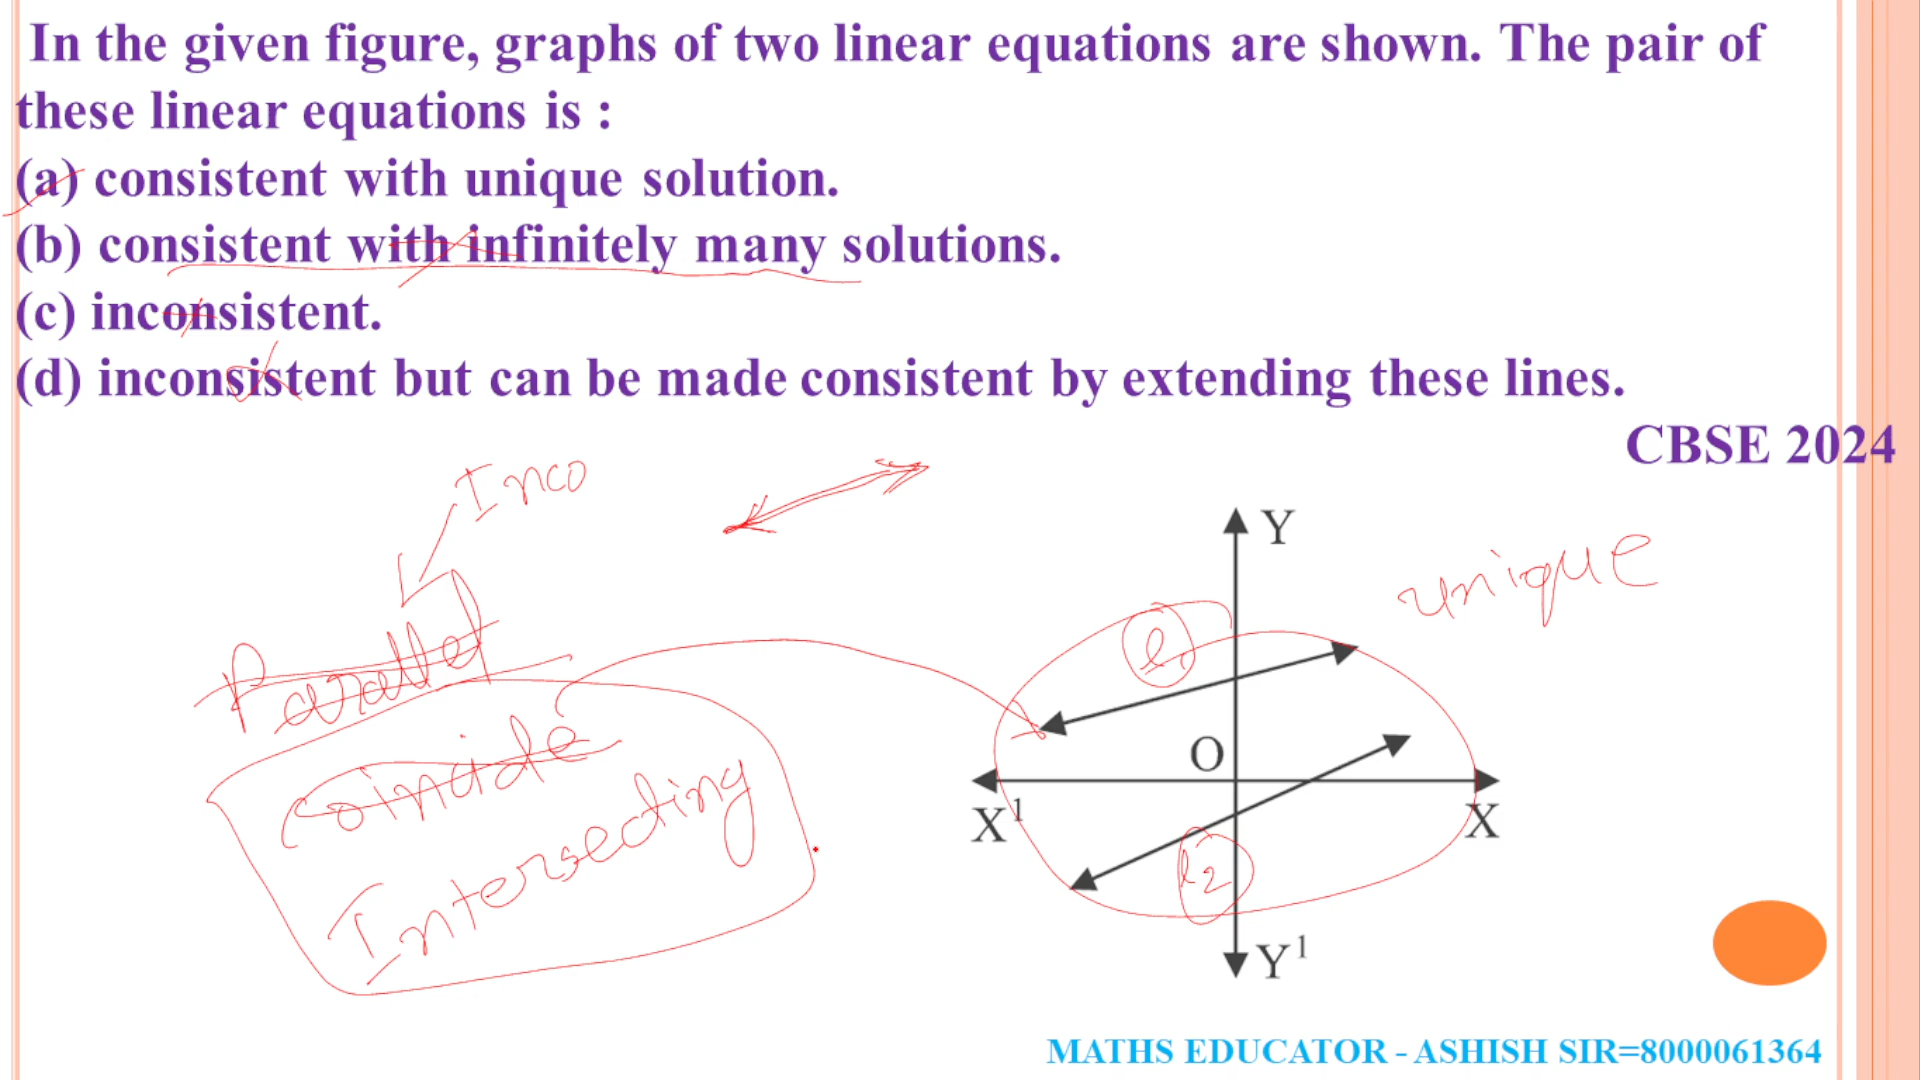 In the given figure, graphs of two linear equations are shown. The pair of
these linear equations is :
(a) consistent with unique solution.
(b) consistent with infinitely many solutions.
(c) inconsistent.
(d) inconsistent but can be made consistent by extending these lines.
CBSE 2024
Inco
Y
unique
Parallel
l1
coincide
O
Intersecting
X1
X
l2
Y1
MATHS EDUCATOR - ASHISH SIR=8000061364